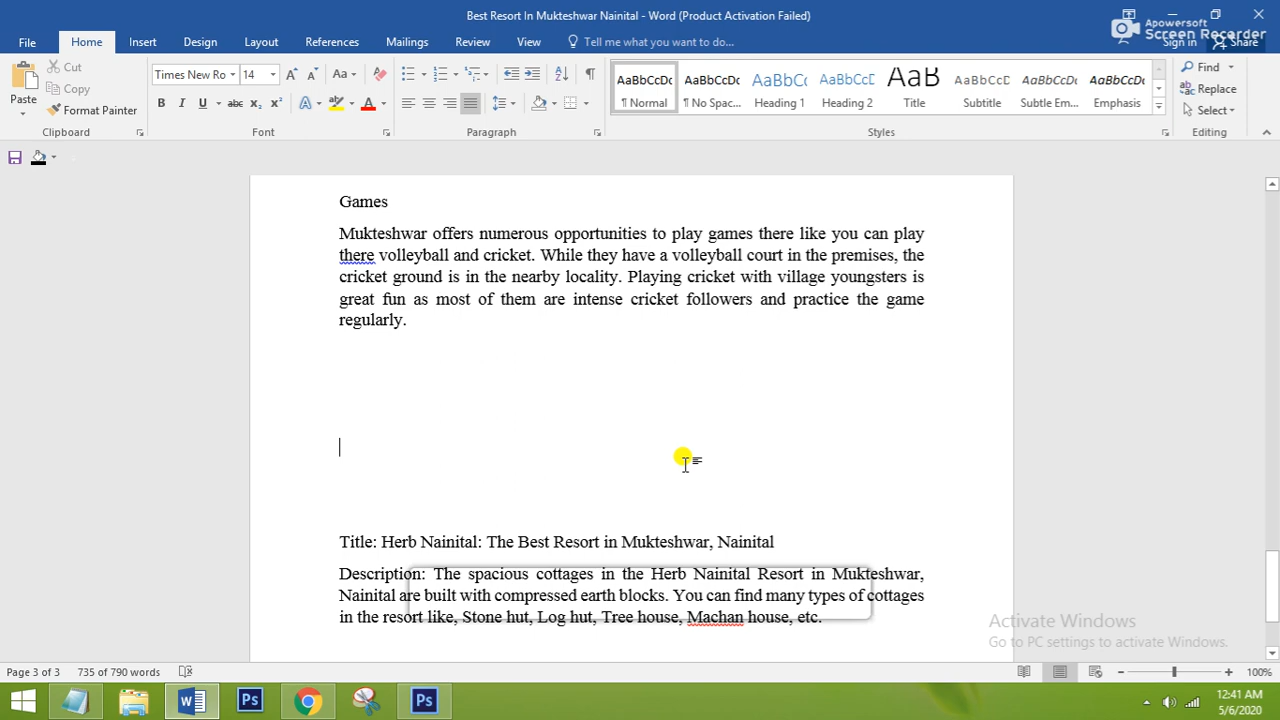 Best Resort In Mukteshwar Nainital - Word (Product Activation Failed)
Apowersoft
Screen Recorder
File Home Insert Design Layout References Mailings Review View Tell me what you want to do... Sign in Share
Paste
Cut
Copy
Format Painter
Clipboard
Times New Ro 14
Font
Paragraph
AaBbCcDc AaBbCcDc AaBbC AaBbCcE AaB AaBbCcD AaBbCcDc AaBbCcDc
¶ Normal ¶ No Spac... Heading Heading 2 Title Subtitle Subtle Em... Emphasis
Styles
Find
Replace
Select
Editing
Games
Mukteshwar offers numerous opportunities to play games there like you can play
there volleyball and cricket. While they have a volleyball court in the premises, the
cricket ground is in the nearby locality. Playing cricket with village youngsters is
great fun as most of them are intense cricket followers and practice the game
regularly.
Title: Herb Nainital: The Best Resort in Mukteshwar, Nainital
Description: The spacious cottages in the Herb Nainital Resort in Mukteshwar,
Nainital are built with compressed earth blocks. You can find many types of cottages
in the resort like, Stone hut, Log hut, Tree house, Machan house, etc.
Activate Windows
Go to PC settings to activate Windows.
Page 3 of 3 735 of 790 words 100%
12:41 AM
5/6/2020